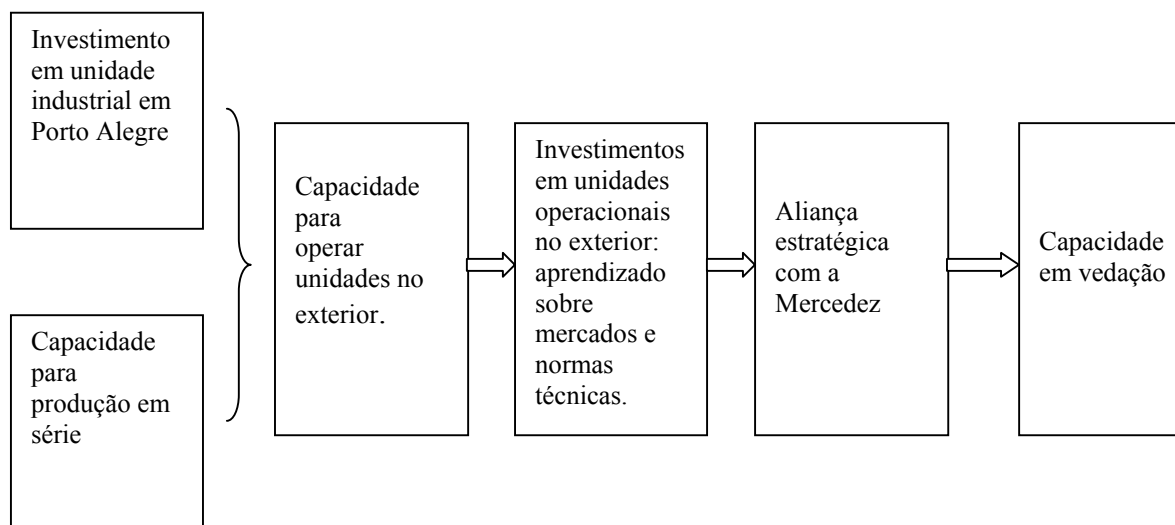 Investimento
em unidade
industrial em
Porto Alegre
Capacidade
para
produção em
série
Capacidade
para
operar
unidades no
exterior.
Investimentos
em unidades
operacionais
no exterior:
aprendizado
sobre
mercados e
normas
técnicas.
Aliança
estratégica
com a
Mercedez
Capacidade
em vedação